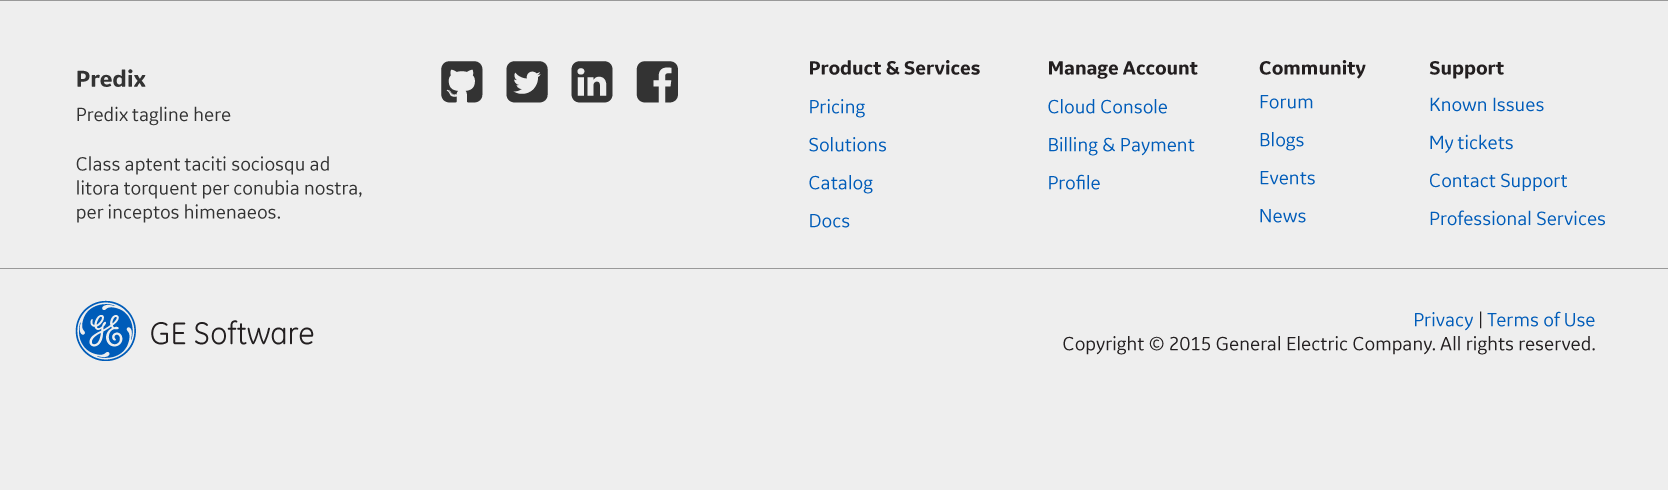 Predix
Predix tagline here
Class aptent taciti sociosqu ad
litora torquent per conubia nostra,
per inceptos himenaeos.
in
Product & Services
Pricing
Solutions
Catalog
Docs
Manage Account
Cloud Console
Billing & Payment
Profile
Community
Forum
Blogs
Events
News
Support
Known Issues
My tickets
Contact Support
Professional Services
GE
GE Software
Privacy | Terms of Use
Copyright © 2015 General Electric Company. All rights reserved.